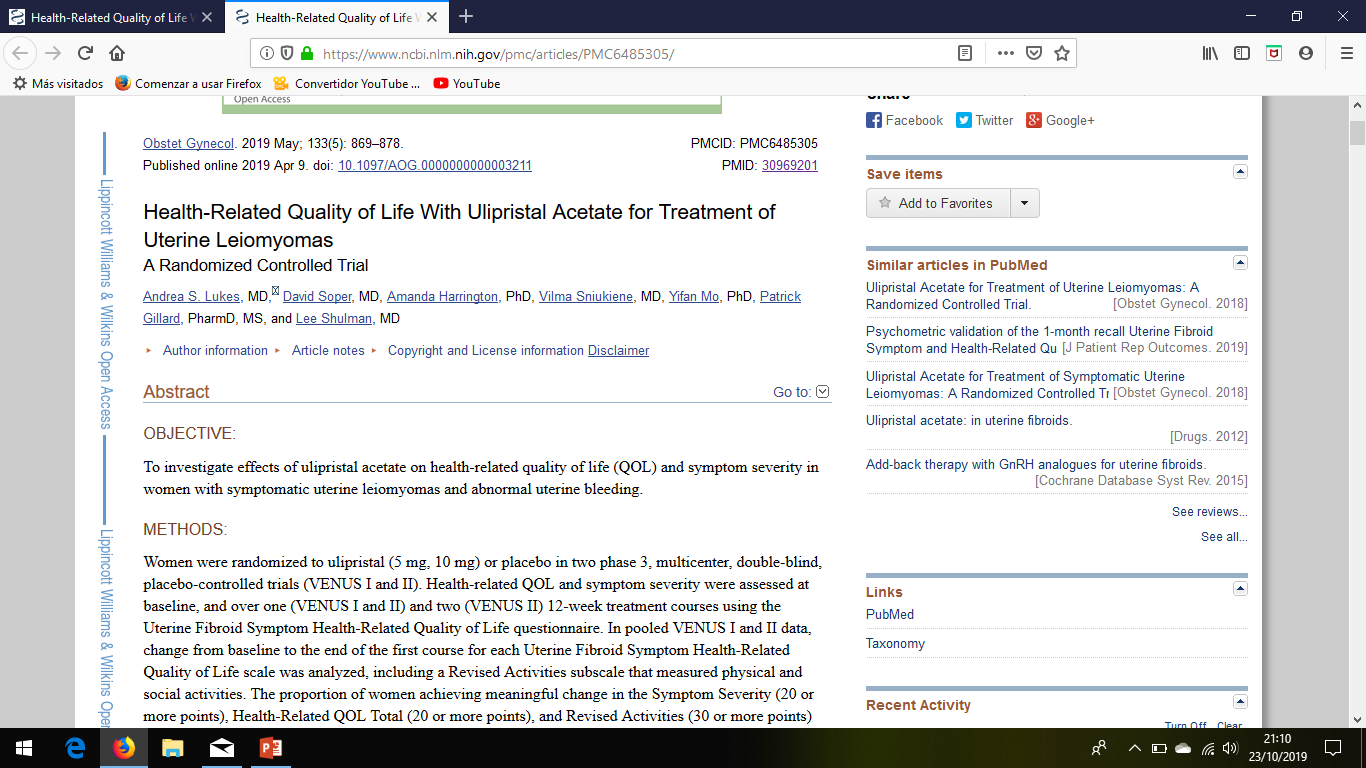 Health-Related Quality of Life W
Health-Related Quality of Life W
https://www.ncbi.nlm.nih.gov/pmc/articles/PMC6485305/
Más visitados
Comenzar a usar Firefox
Convertidor YouTube ...
YouTube
Open Access
Obstet Gynecol. 2019 May; 133(5): 869–878.
PMCID: PMC6485305
Published online 2019 Apr 9. doi: 10.1097/AOG.0000000000003211
PMID: 30969201
Health-Related Quality of Life With Ulipristal Acetate for Treatment of
Uterine Leiomyomas
A Randomized Controlled Trial
Andrea S. Lukes, MD, David Soper, MD, Amanda Harrington, PhD, Vilma Sniukiene, MD, Yifan Mo, PhD, Patrick
Gillard, PharmD, MS, and Lee Shulman, MD
Author information
Article notes
Copyright and License information Disclaimer
Abstract
Go to:
OBJECTIVE:
To investigate effects of ulipristal acetate on health-related quality of life (QOL) and symptom severity in
women with symptomatic uterine leiomyomas and abnormal uterine bleeding.
METHODS:
Women were randomized to ulipristal (5 mg, 10 mg) or placebo in two phase 3, multicenter, double-blind,
placebo-controlled trials (VENUS I and II). Health-related QOL and symptom severity were assessed at
baseline, and over one (VENUS I and II) and two (VENUS II) 12-week treatment courses using the
Uterine Fibroid Symptom Health-Related Quality of Life questionnaire. In pooled VENUS I and II data,
change from baseline to the end of the first course for each Uterine Fibroid Symptom Health-Related
Quality of Life scale was analyzed, including a Revised Activities subscale that measured physical and
social activities. The proportion of women achieving meaningful change in the Symptom Severity (20 or
more points), Health-Related QOL Total (20 or more points), and Revised Activities (30 or more points)
Lippincott Williams & Wilkins Open Access
Lippincott Williams & Wilkins Open
Share
Facebook
Twitter
Google+
Save items
Add to Favorites
Similar articles in PubMed
Ulipristal Acetate for Treatment of Uterine Leiomyomas: A
Randomized Controlled Trial. [Obstet Gynecol. 2018]
Psychometric validation of the 1-month recall Uterine Fibroid
Symptom and Health-Related Qu [J Patient Rep Outcomes. 2019]
Ulipristal Acetate for Treatment of Symptomatic Uterine
Leiomyomas: A Randomized Controlled Tr [Obstet Gynecol. 2018]
Ulipristal acetate: in uterine fibroids.
[Drugs. 2012]
Add-back therapy with GnRH analogues for uterine fibroids.
[Cochrane Database Syst Rev. 2015]
See reviews...
See all...
Links
PubMed
Taxonomy
Recent Activity
Turn Off
Clear
21:10
23/10/2019